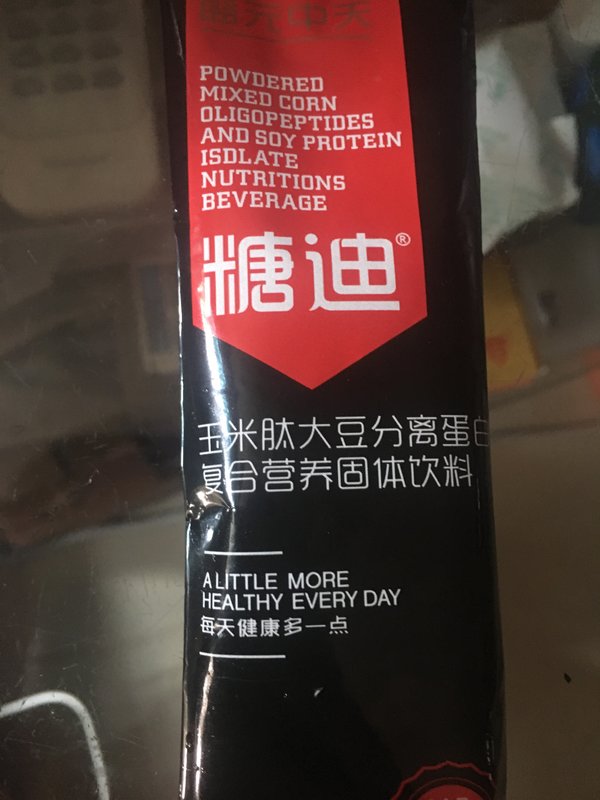 POWDERED
MIXED CORN
OLIGOPEPTIDES
AND SOY PROTEIN
ISDLATE
NUTRITIONS
BEVERAGE
糖迪®
玉米肽大豆分离蛋白
复合营养固体饮料
A LITTLE MORE
HEALTHY EVERY DAY
每天健康多一点